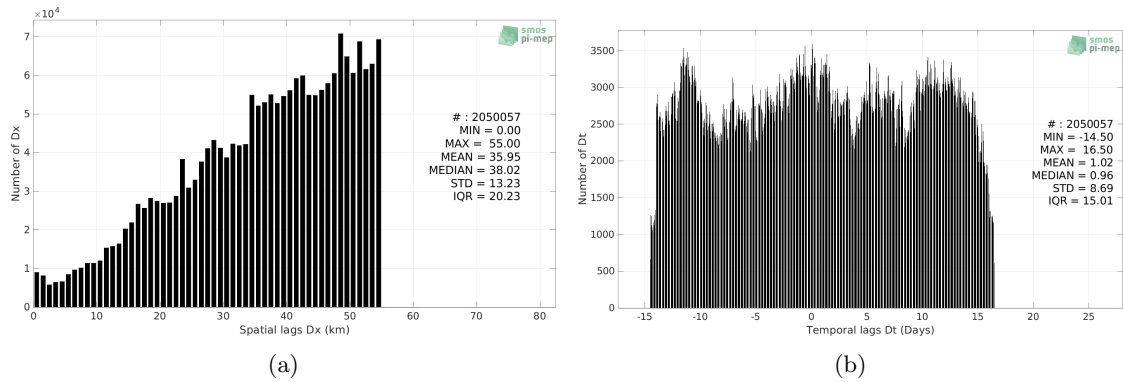 ×10⁴
7
6
5
4
3
2
1
0
Number of Dx
0 10 20 30 40 50 60 70 80
Spatial lags Dx (km)
smos
pi-mep
# : 2050057
MIN = 0.00
MAX = 55.00
MEAN = 35.95
MEDIAN = 38.02
STD = 13.23
IQR = 20.23
(a)
3500
3000
2500
2000
1500
1000
500
0
Number of Dt
-15 -10 -5 0 5 10 15 20 25
Temporal lags Dt (Days)
smos
pi-mep
# : 2050057
MIN = -14.50
MAX = 16.50
MEAN = 1.02
MEDIAN = 0.96
STD = 8.69
IQR = 15.01
(b)